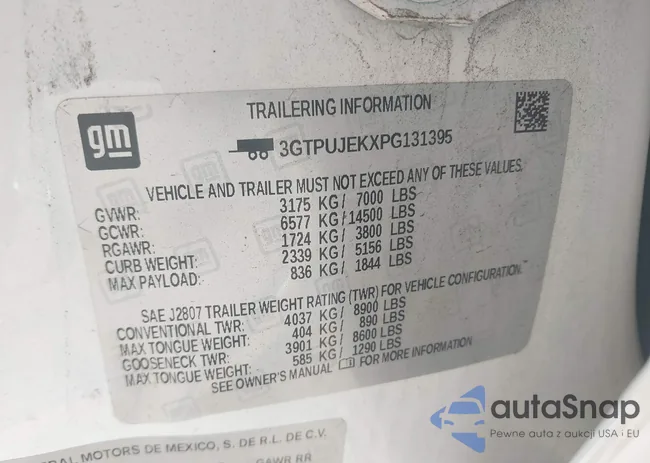 TRAILERING INFORMATION
gm
3GTPUJEKXPG131395
VEHICLE AND TRAILER MUST NOT EXCEED ANY OF THESE VALUES.
GVWR: 3175 KG/ 7000 LBS
GCWR: 6577 KG/14500 LBS
RGAWR: 1724 KG/ 3800 LBS
CURB WEIGHT: 2339 KG/ 5156 LBS
MAX PAYLOAD: 836 KG/ 1844 LBS
SAE J2807 TRAILER WEIGHT RATING (TWR) FOR VEHICLE CONFIGURATION.
CONVENTIONAL TWR: 4037 KG/ 8900 LBS
MAX TONGUE WEIGHT: 404 KG/ 890 LBS
GOOSENECK TWR: 3901 KG/ 8600 LBS
MAX TONGUE WEIGHT: 585 KG/ 1290 LBS
SEE OWNER'S MANUAL FOR MORE INFORMATION
RAL MOTORS DE MEXICO, S. DE R.L. DE C.V.
GAWR RR
autaSnap
Pewne auta z aukcji USA i EU